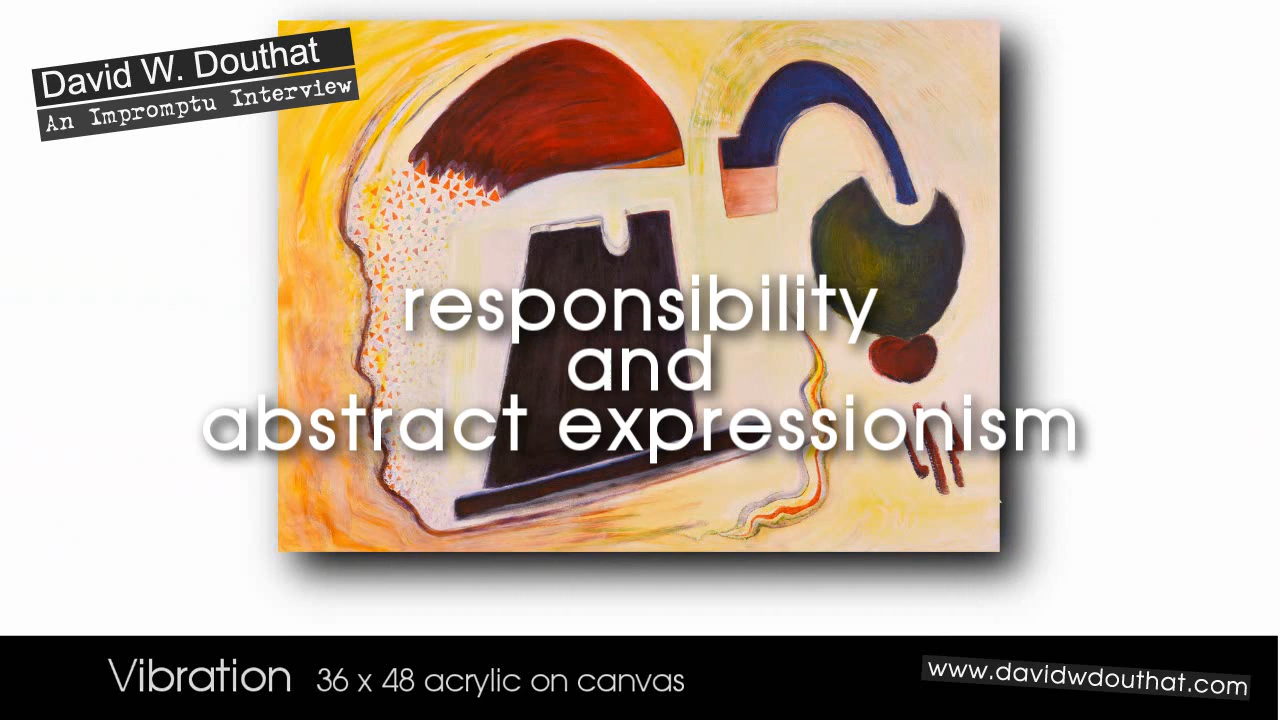 David W. Douthat
An Impromptu Interview
responsibility
and
abstract expressionism
Vibration 36 x 48 acrylic on canvas
www.davidwdouthat.com